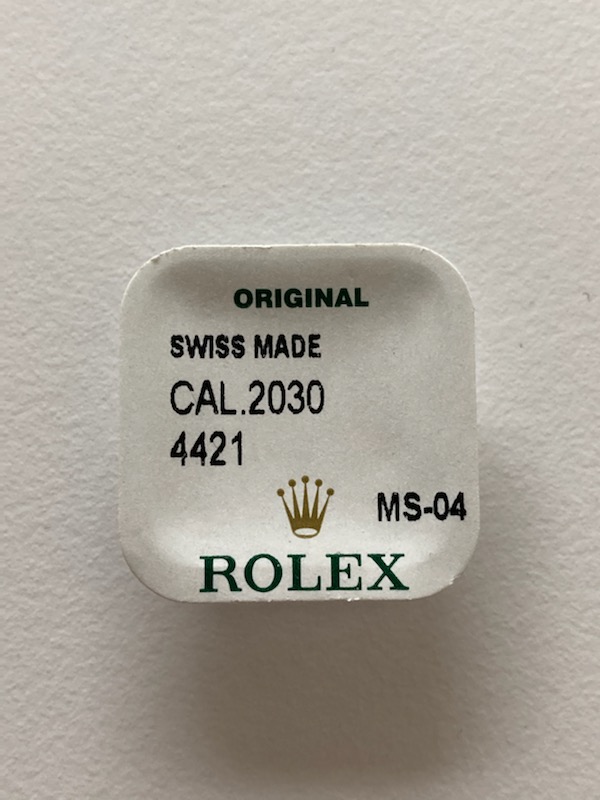 ORIGINAL
SWISS MADE
CAL.2030
4421
MS-04
ROLEX